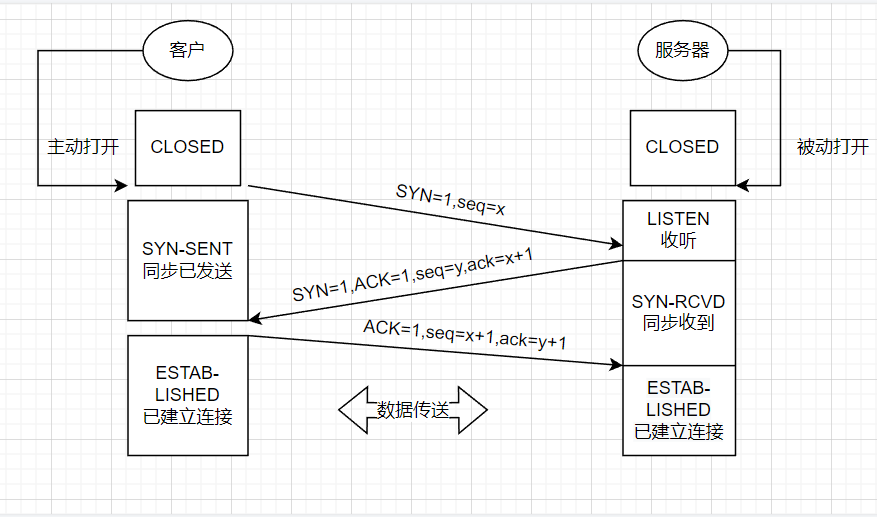 客户
服务器
主动打开
CLOSED
CLOSED
被动打开
SYN=1,seq=x
LISTEN
收听
SYN-SENT
同步已发送
SYN=1,ACK=1,seq=y,ack=x+1
SYN-RCVD
同步收到
ACK=1,seq=x+1,ack=y+1
ESTAB-
LISHED
已建立连接
数据传送
ESTAB-
LISHED
已建立连接